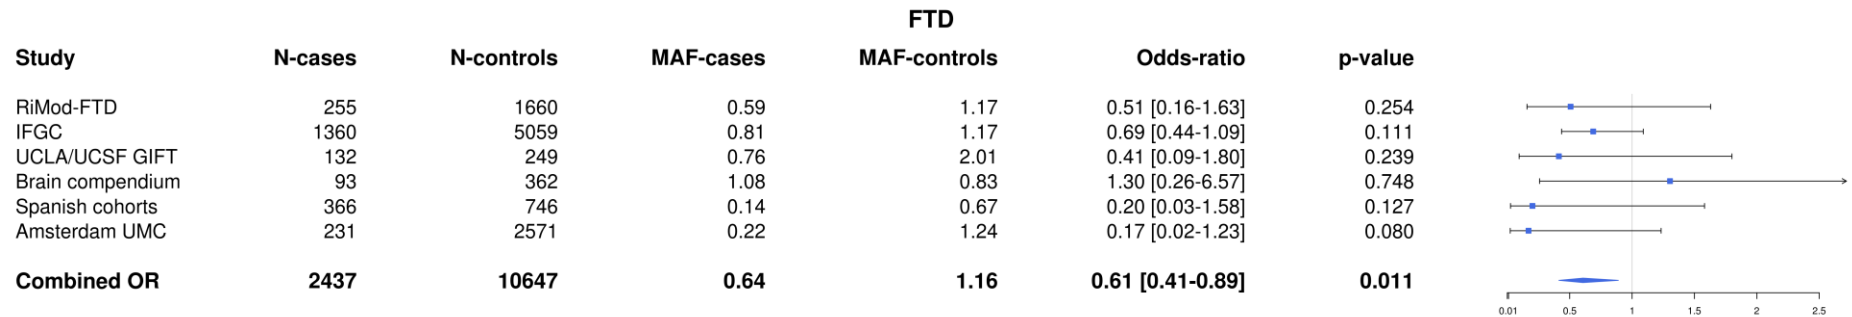 FTD
Study N-cases N-controls MAF-cases MAF-controls Odds-ratio p-value
RiMod-FTD 255 1660 0.59 1.17 0.51 [0.16-1.63] 0.254
IFGC 1360 5059 0.81 1.17 0.69 [0.44-1.09] 0.111
UCLA/UCSF GIFT 132 249 0.76 2.01 0.41 [0.09-1.80] 0.239
Brain compendium 93 362 1.08 0.83 1.30 [0.26-6.57] 0.748
Spanish cohorts 366 746 0.14 0.67 0.20 [0.03-1.58] 0.127
Amsterdam UMC 231 2571 0.22 1.24 0.17 [0.02-1.23] 0.080
Combined OR 2437 10647 0.64 1.16 0.61 [0.41-0.89] 0.011
0.01 0.5 1 1.5 2 2.5